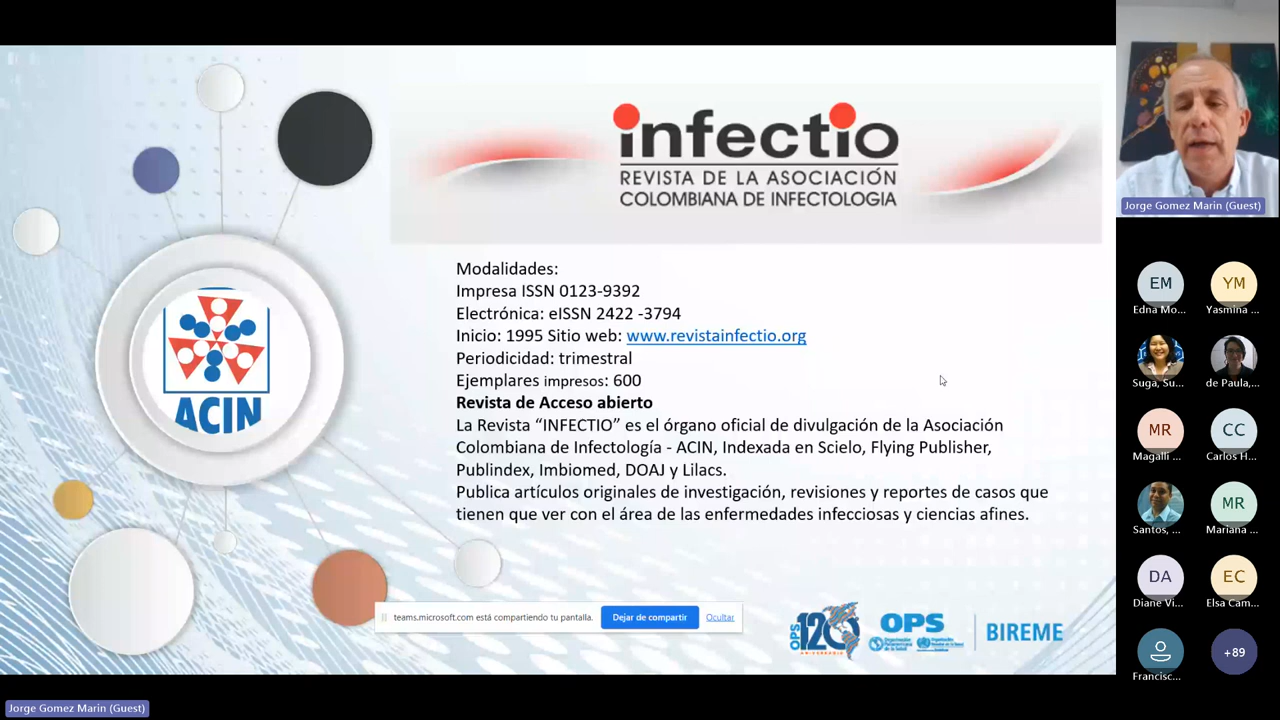 infectio
REVISTA DE LA ASOCIACIÓN
COLOMBIANA DE INFECTOLOGIA
Modalidades:
Impresa ISSN 0123-9392
Electrónica: eISSN 2422 -3794
Inicio: 1995 Sitio web: www.revistainfectio.org
Periodicidad: trimestral
Ejemplares impresos: 600
Revista de Acceso abierto
La Revista “INFECTIO” es el órgano oficial de divulgación de la Asociación
Colombiana de Infectología - ACIN, Indexada en Scielo, Flying Publisher,
Publindex, Imbiomed, DOAJ y Lilacs.
Publica artículos originales de investigación, revisiones y reportes de casos que
tienen que ver con el área de las enfermedades infecciosas y ciencias afines.
ACIN
teams.microsoft.com está compartiendo tu pantalla.
Dejar de compartir
Ocultar
OPS
120
ANIVERSARIO
OPS
BIREME
Jorge Gomez Marin (Guest)
EM
Edna Mo...
YM
Yasmina ...
Suga, Su...
de Paula,...
MR
Magalli ...
CC
Carlos H...
Santos, ...
MR
Mariana ...
DA
Diane Vi...
EC
Elsa Cam...
Francisc...
+89
Jorge Gomez Marin (Guest)